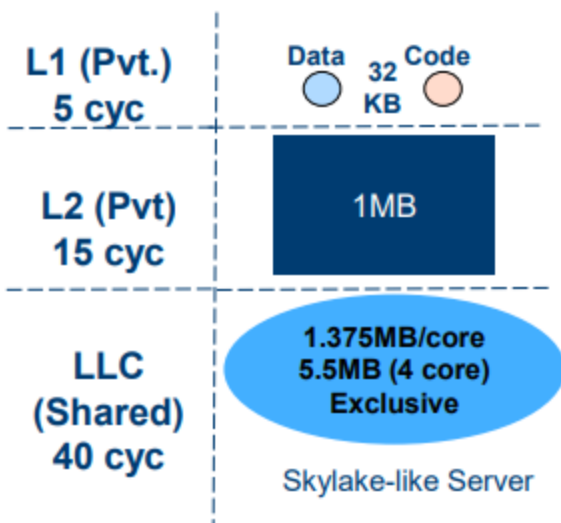 L1 (Pvt.)
5 cyc
Data
32
KB
Code
L2 (Pvt)
15 cyc
1MB
LLC
(Shared)
40 cyc
1.375MB/core
5.5MB (4 core)
Exclusive
Skylake-like Server